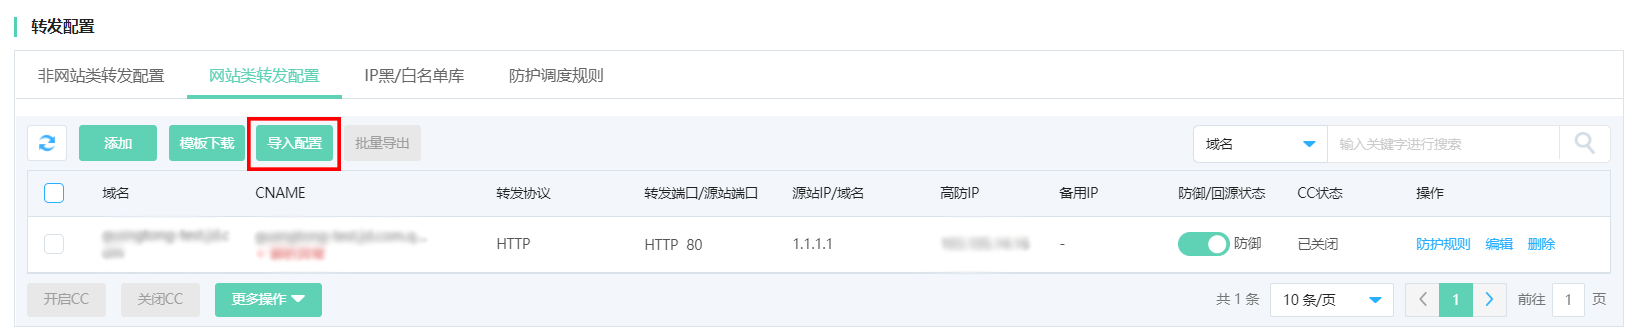 转发配置
非网站类转发配置 网站类转发配置 IP黑/白名单库 防护调度规则
添加 模板下载 导入配置 批量导出 域名 输入关键字进行搜索
域名 CNAME 转发协议 转发端口/源站端口 源站IP/域名 高防IP 备用IP 防御/回源状态 CC状态 操作
HTTP HTTP 80 1.1.1.1 - 防御 已关闭 防护规则 编辑 删除
开启CC 关闭CC 更多操作 共 1 条 10 条/页 1 前往 1 页